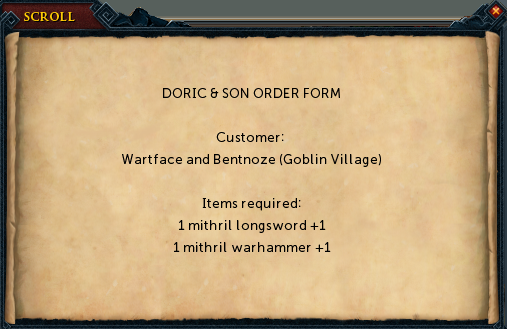 SCROLL
DORIC & SON ORDER FORM
Customer:
Wartface and Bentnoze (Goblin Village)
Items required:
1 mithril longsword +1
1 mithril warhammer +1